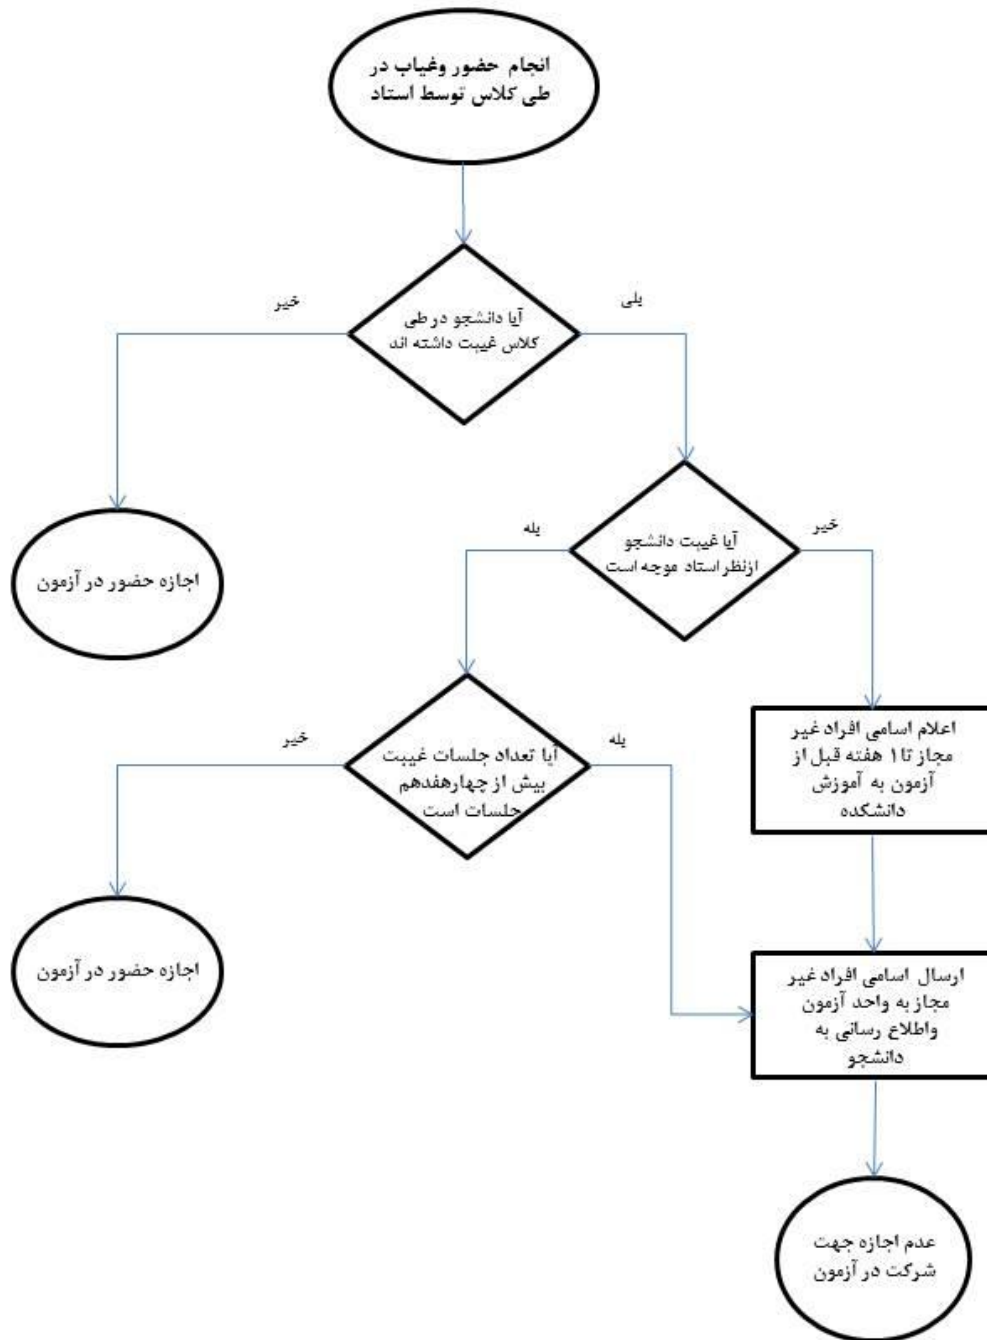 انجام حضور وغیاب در
طی کلاس توسط استاد
خیر
بلی
آیا دانشجو در طی
کلاس غیبت داشته اند
بله
خیر
آیا غیبت دانشجو
ازنظر استاد موجه است
اجازه حضور در آزمون
اعلام اسامی افراد غیر
مجاز تا۱ هفته قبل از
آزمون به آموزش
دانشکده
خیر
بله
آیا تعداد جلسات غیبت
بیش از چهارهفدهم
جلسات است
اجازه حضور در آزمون
ارسال اسامی افراد غیر
مجاز به واحد آزمون
واطلاع رسانی به
دانشجو
عدم اجازه جهت
شرکت در آزمون